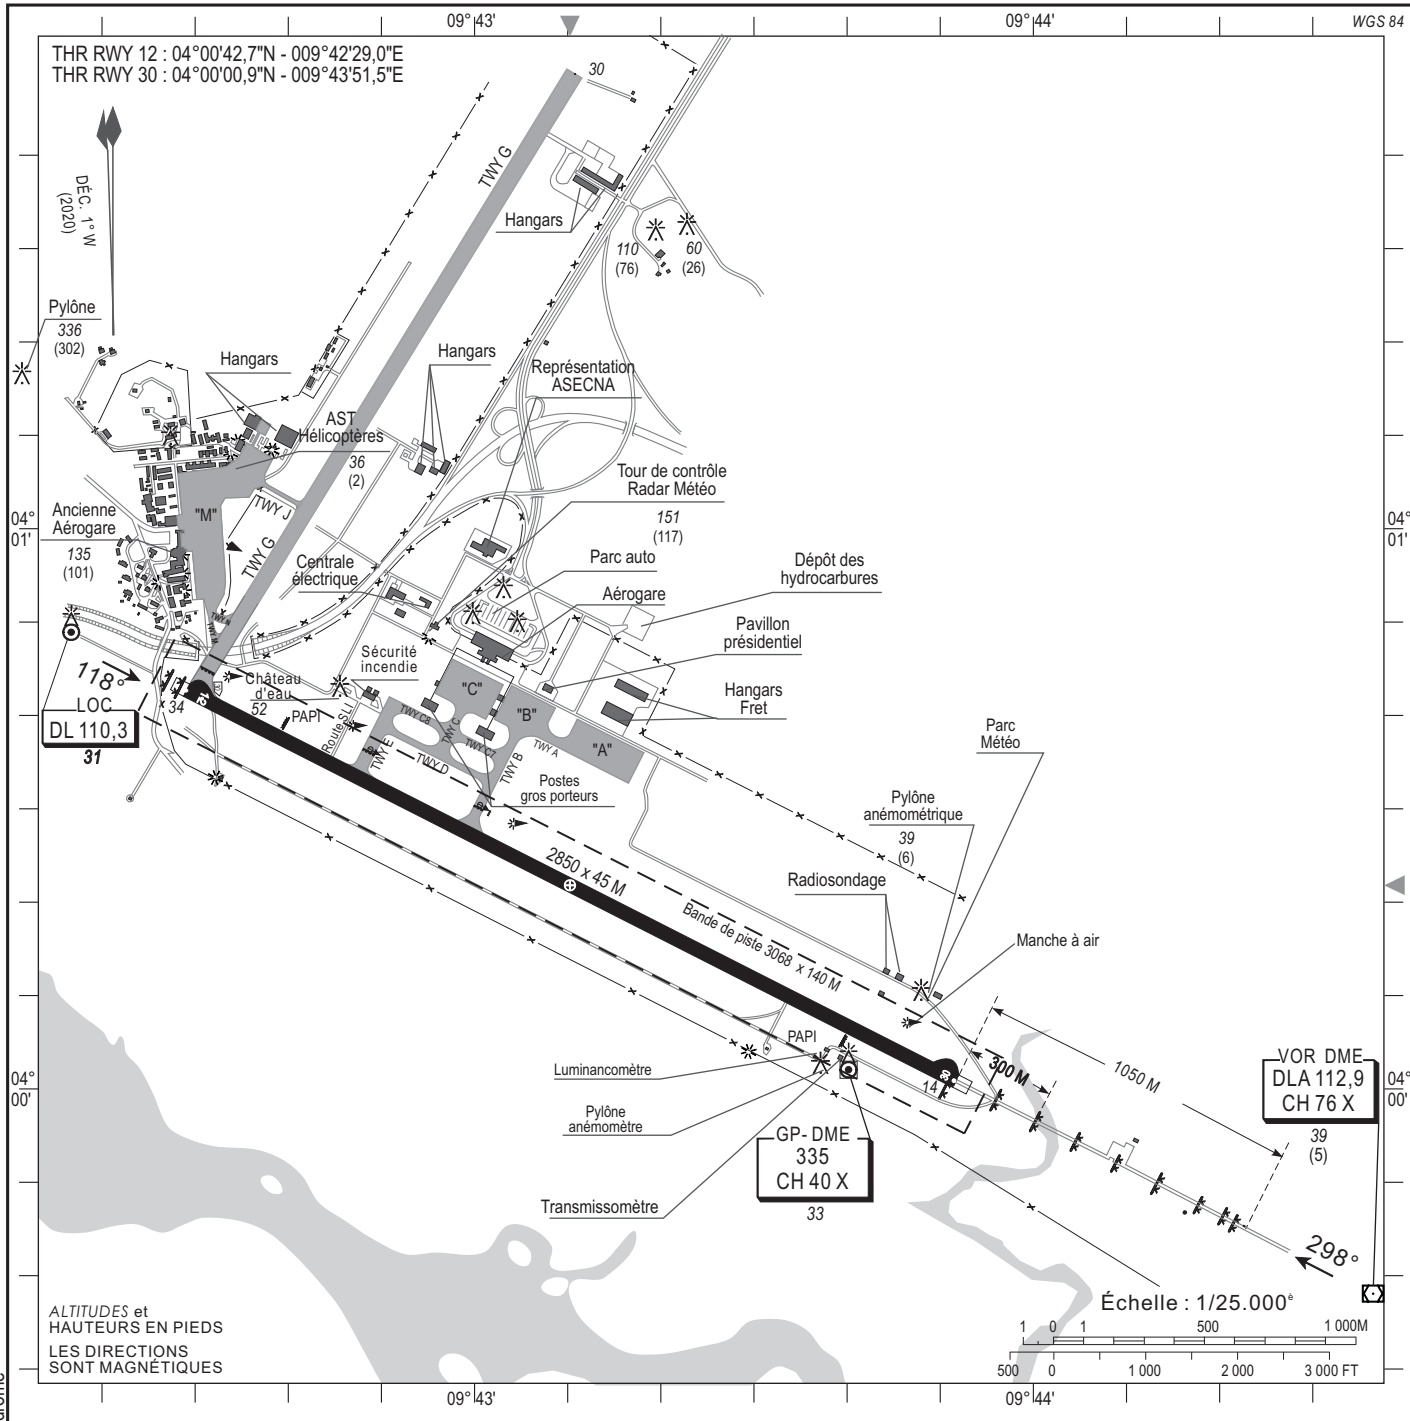 09°43'
09°44'
WGS 84
THR RWY 12 : 04°00'42,7"N - 009°42'29,0"E
THR RWY 30 : 04°00'00,9"N - 009°43'51,5"E
30
DÉC. 1° W
(2020)
TWY G
Hangars
110
(76)
60
(26)
Pylône
336
(302)
Hangars
Hangars
Représentation
ASECNA
AST
Hélicoptères
36
(2)
Tour de contrôle
Radar Météo
151
(117)
Ancienne
Aérogare
135
(101)
"M"
TWY J
TWY G
04°
01'
04°
01'
Centrale
électrique
Parc auto
Dépôt des
hydrocarbures
Aérogare
Pavillon
présidentiel
TWY N
TWY M
Sécurité
incendie
118°
LOC
DL 110,3
31
34
12
Château
d'eau
52
PAPI
Route SLI
"C"
"B"
"A"
TWY C8
TWY C
TWY C7
TWY A
TWY B
TWY E
TWY D
Hangars
Fret
Postes
gros porteurs
Parc
Météo
Pylône
anémométrique
39
(6)
2850 x 45 M
Radiosondage
Bande de piste 3068 x 140 M
Manche à air
PAPI
Luminancomètre
14
30
300 M
1050 M
VOR DME
DLA 112,9
CH 76 X
39
(5)
04°
00'
04°
00'
Pylône
anémomètre
GP- DME
335
CH 40 X
33
Transmissomètre
298°
ALTITUDES et
HAUTEURS EN PIEDS
LES DIRECTIONS
SONT MAGNÉTIQUES
Échelle : 1/25.000è
1 0 1 500 1 000M
500 0 1 000 2 000 3 000 FT
09°43'
09°44'